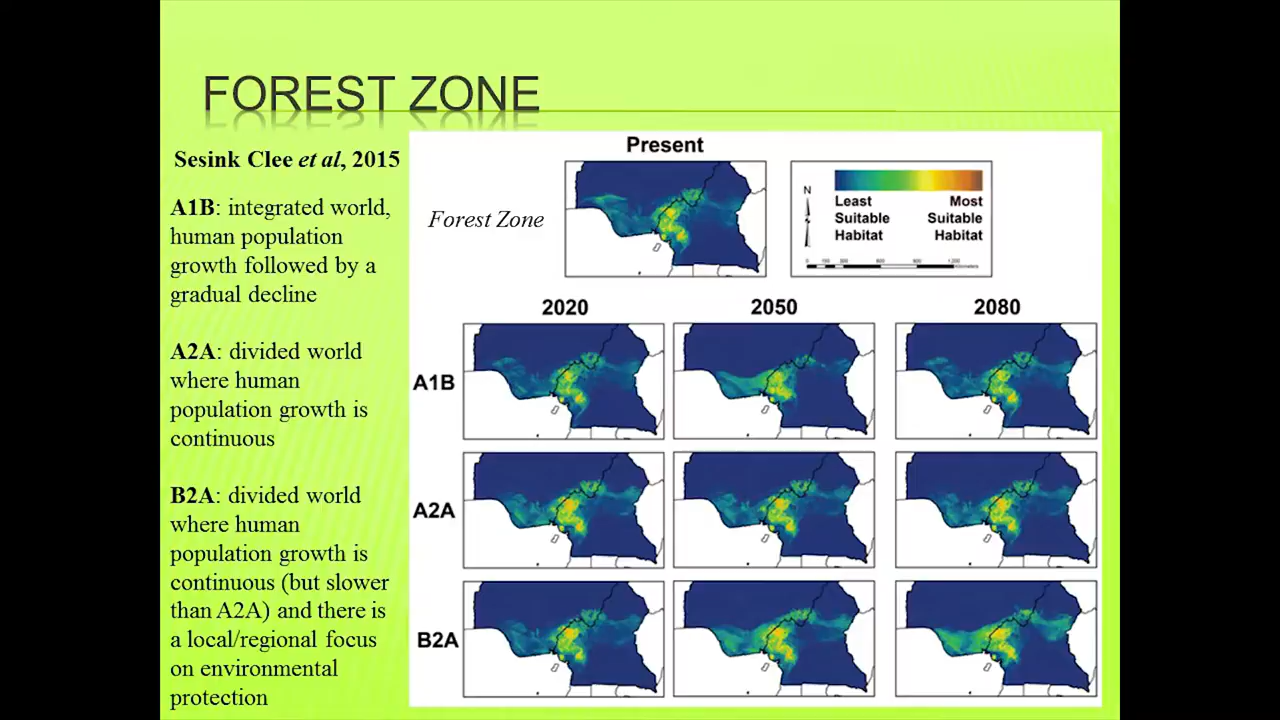 FOREST ZONE
Sesink Clee et al, 2015
A1B: integrated world,
human population
growth followed by a
gradual decline
A2A: divided world
where human
population growth is
continuous
B2A: divided world
where human
population growth is
continuous (but slower
than A2A) and there is
a local/regional focus
on environmental
protection
Present
Forest Zone
N
Least Suitable Habitat
Most Suitable Habitat
2020 2050 2080
A1B
A2A
B2A